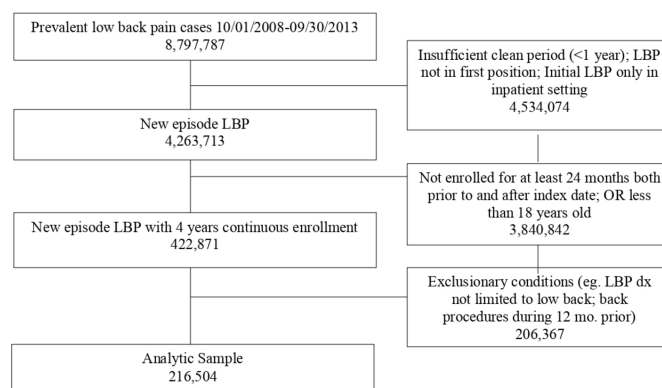 Prevalent low back pain cases 10/01/2008-09/30/2013
8,797,787
Insufficient clean period (<1 year); LBP
not in first position; Initial LBP only in
inpatient setting
4,534,074
New episode LBP
4,263,713
Not enrolled for at least 24 months both
prior to and after index date; OR less
than 18 years old
3,840,842
New episode LBP with 4 years continuous enrollment
422,871
Exclusionary conditions (eg. LBP dx
not limited to low back; back
procedures during 12 mo. prior)
206,367
Analytic Sample
216,504